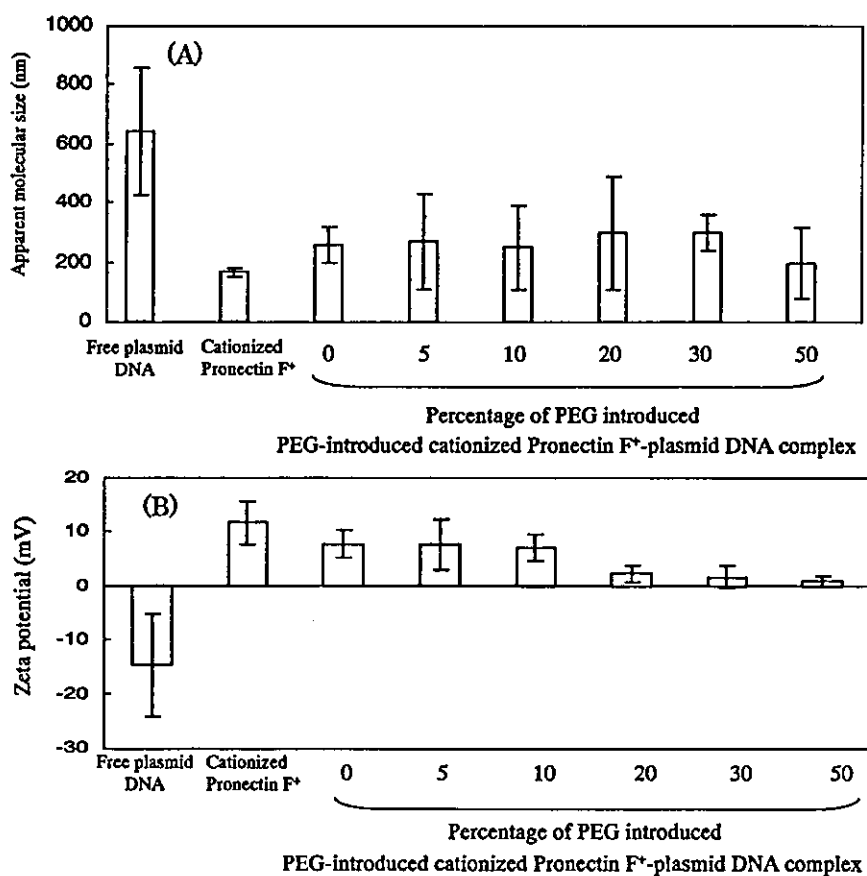 (A)
Apparent molecular size (nm)
1000
800
600
400
200
0
Free plasmid
DNA
Cationized
Pronectin F⁺
0 5 10 20 30 50
Percentage of PEG introduced
PEG-introduced cationized Pronectin F⁺-plasmid DNA complex
(B)
Zeta potential (mV)
20
10
0
-10
-20
-30
Free plasmid
DNA
Cationized
Pronectin F⁺
0 5 10 20 30 50
Percentage of PEG introduced
PEG-introduced cationized Pronectin F⁺-plasmid DNA complex